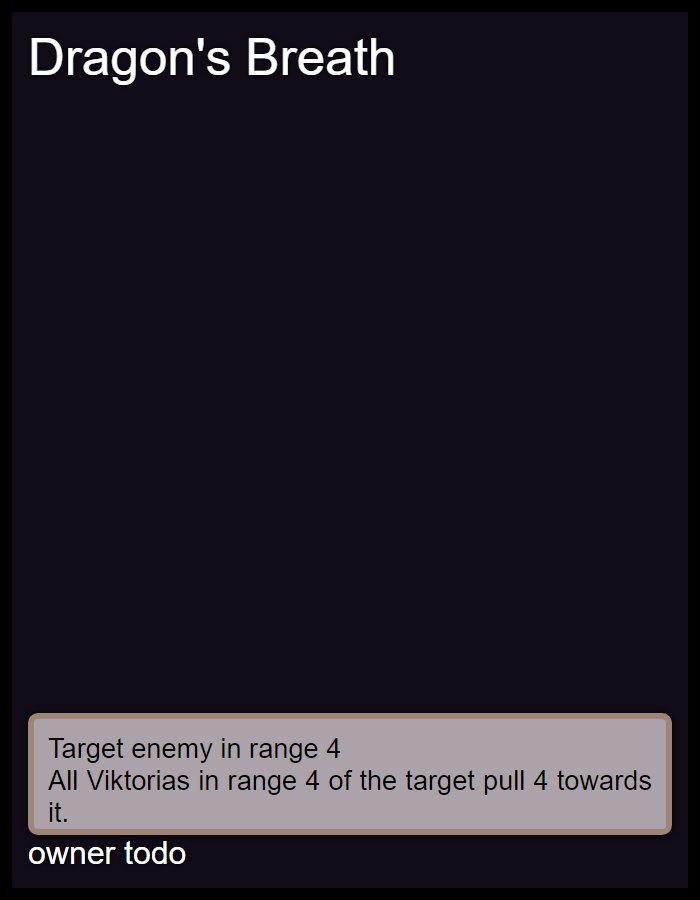 Dragon's Breath
Target enemy in range 4
All Viktorias in range 4 of the target pull 4 towards
it.
owner todo